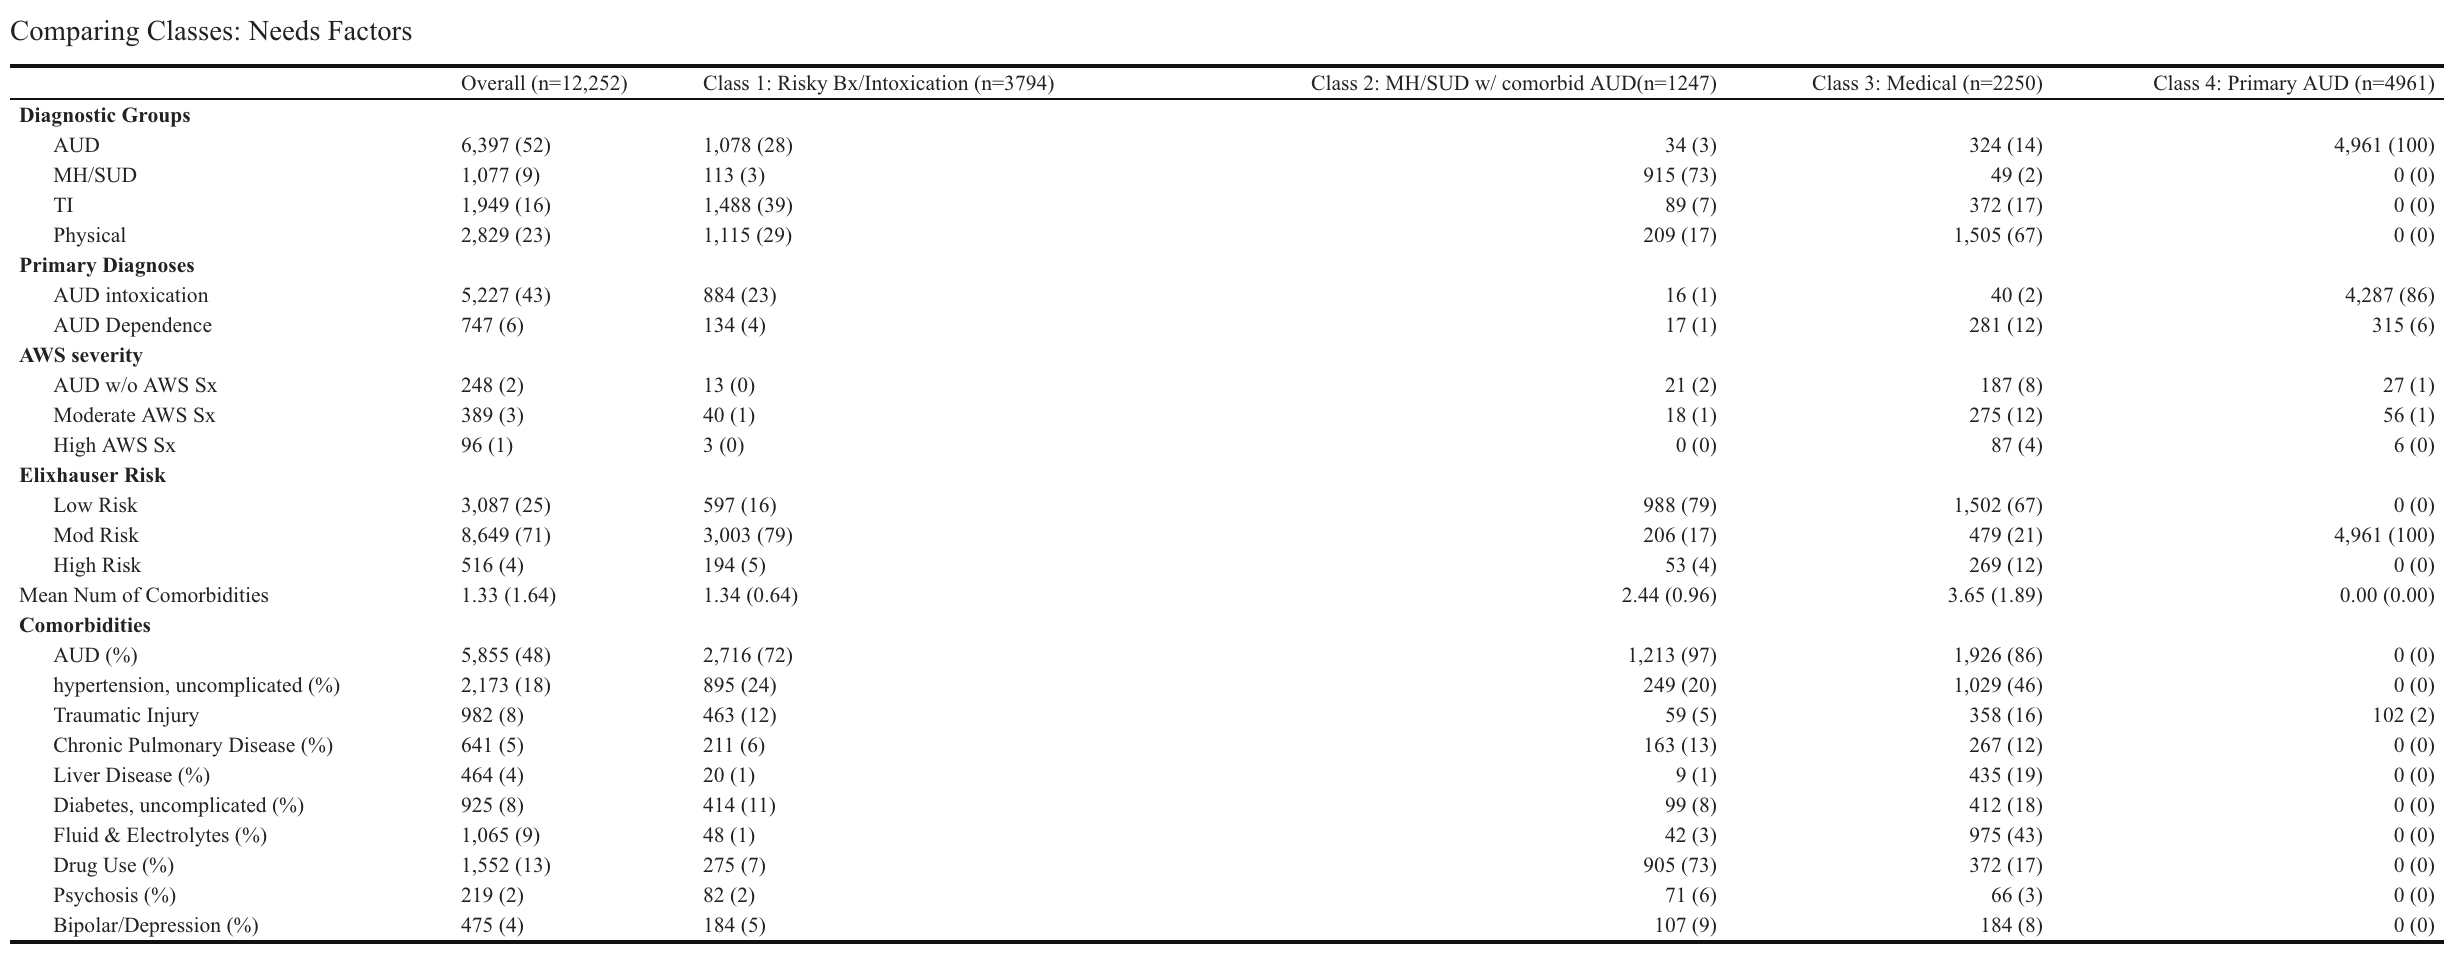 Comparing Classes: Needs Factors
Overall (n=12,252) Class 1: Risky Bx/Intoxication (n=3794) Class 2: MH/SUD w/ comorbid AUD(n=1247) Class 3: Medical (n=2250) Class 4: Primary AUD (n=4961)
Diagnostic Groups
AUD 6,397 (52) 1,078 (28) 34 (3) 324 (14) 4,961 (100)
MH/SUD 1,077 (9) 113 (3) 915 (73) 49 (2) 0 (0)
TI 1,949 (16) 1,488 (39) 89 (7) 372 (17) 0 (0)
Physical 2,829 (23) 1,115 (29) 209 (17) 1,505 (67) 0 (0)
Primary Diagnoses
AUD intoxication 5,227 (43) 884 (23) 16 (1) 40 (2) 4,287 (86)
AUD Dependence 747 (6) 134 (4) 17 (1) 281 (12) 315 (6)
AWS severity
AUD w/o AWS Sx 248 (2) 13 (0) 21 (2) 187 (8) 27 (1)
Moderate AWS Sx 389 (3) 40 (1) 18 (1) 275 (12) 56 (1)
High AWS Sx 96 (1) 3 (0) 0 (0) 87 (4) 6 (0)
Elixhauser Risk
Low Risk 3,087 (25) 597 (16) 988 (79) 1,502 (67) 0 (0)
Mod Risk 8,649 (71) 3,003 (79) 206 (17) 479 (21) 4,961 (100)
High Risk 516 (4) 194 (5) 53 (4) 269 (12) 0 (0)
Mean Num of Comorbidities 1.33 (1.64) 1.34 (0.64) 2.44 (0.96) 3.65 (1.89) 0.00 (0.00)
Comorbidities
AUD (%) 5,855 (48) 2,716 (72) 1,213 (97) 1,926 (86) 0 (0)
hypertension, uncomplicated (%) 2,173 (18) 895 (24) 249 (20) 1,029 (46) 0 (0)
Traumatic Injury 982 (8) 463 (12) 59 (5) 358 (16) 102 (2)
Chronic Pulmonary Disease (%) 641 (5) 211 (6) 163 (13) 267 (12) 0 (0)
Liver Disease (%) 464 (4) 20 (1) 9 (1) 435 (19) 0 (0)
Diabetes, uncomplicated (%) 925 (8) 414 (11) 99 (8) 412 (18) 0 (0)
Fluid & Electrolytes (%) 1,065 (9) 48 (1) 42 (3) 975 (43) 0 (0)
Drug Use (%) 1,552 (13) 275 (7) 905 (73) 372 (17) 0 (0)
Psychosis (%) 219 (2) 82 (2) 71 (6) 66 (3) 0 (0)
Bipolar/Depression (%) 475 (4) 184 (5) 107 (9) 184 (8) 0 (0)